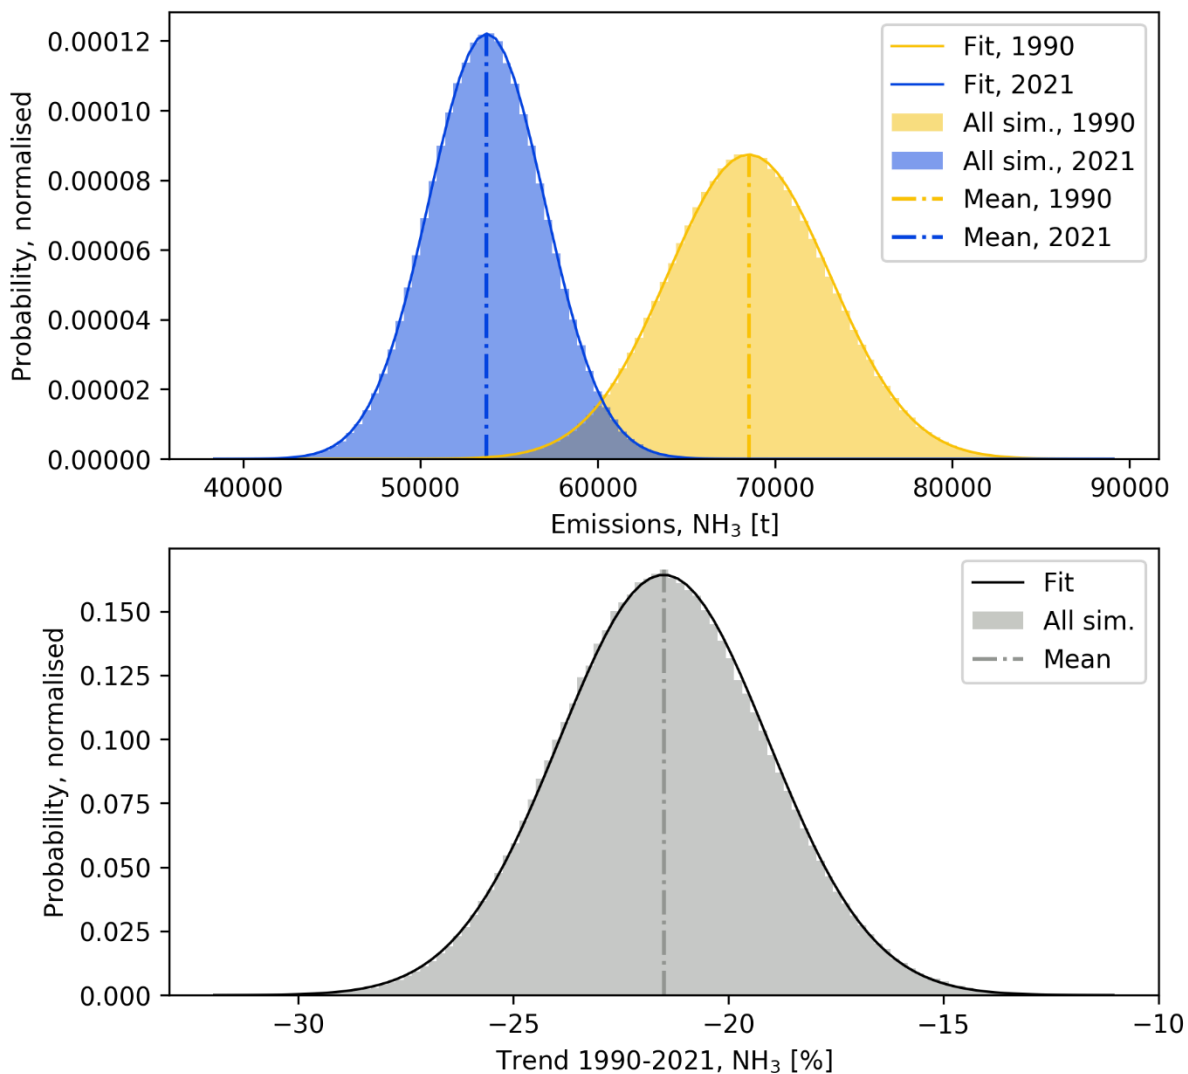 0.00012
0.00010
0.00008
0.00006
0.00004
0.00002
0.00000
Probability, normalised
Fit, 1990
Fit, 2021
All sim., 1990
All sim., 2021
Mean, 1990
Mean, 2021
40000 50000 60000 70000 80000 90000
Emissions, NH₃ [t]
0.150
0.125
0.100
0.075
0.050
0.025
0.000
Probability, normalised
Fit
All sim.
Mean
−30 −25 −20 −15 −10
Trend 1990-2021, NH₃ [%]